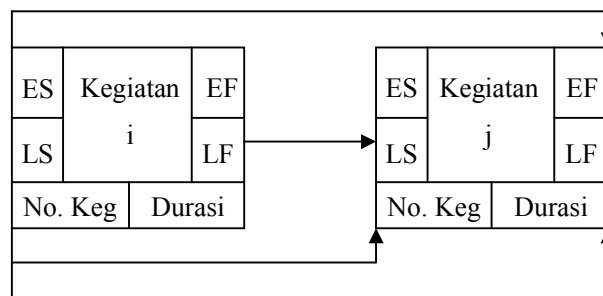 ES Kegiatan EF ES Kegiatan EF
LS i LF LS j LF
No. Keg Durasi No. Keg Durasi